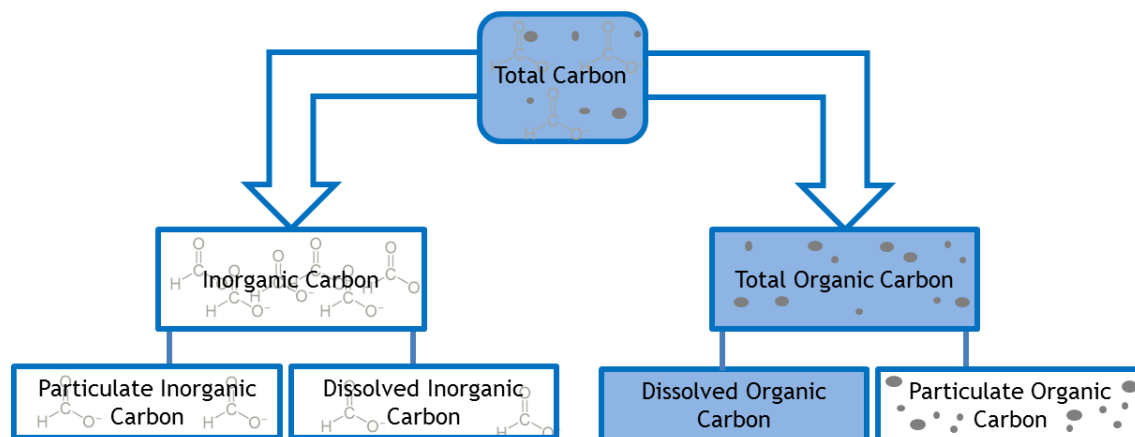 Total Carbon
Inorganic Carbon
Total Organic Carbon
Particulate Inorganic
Carbon
Dissolved Inorganic
Carbon
Dissolved Organic
Carbon
Particulate Organic
Carbon